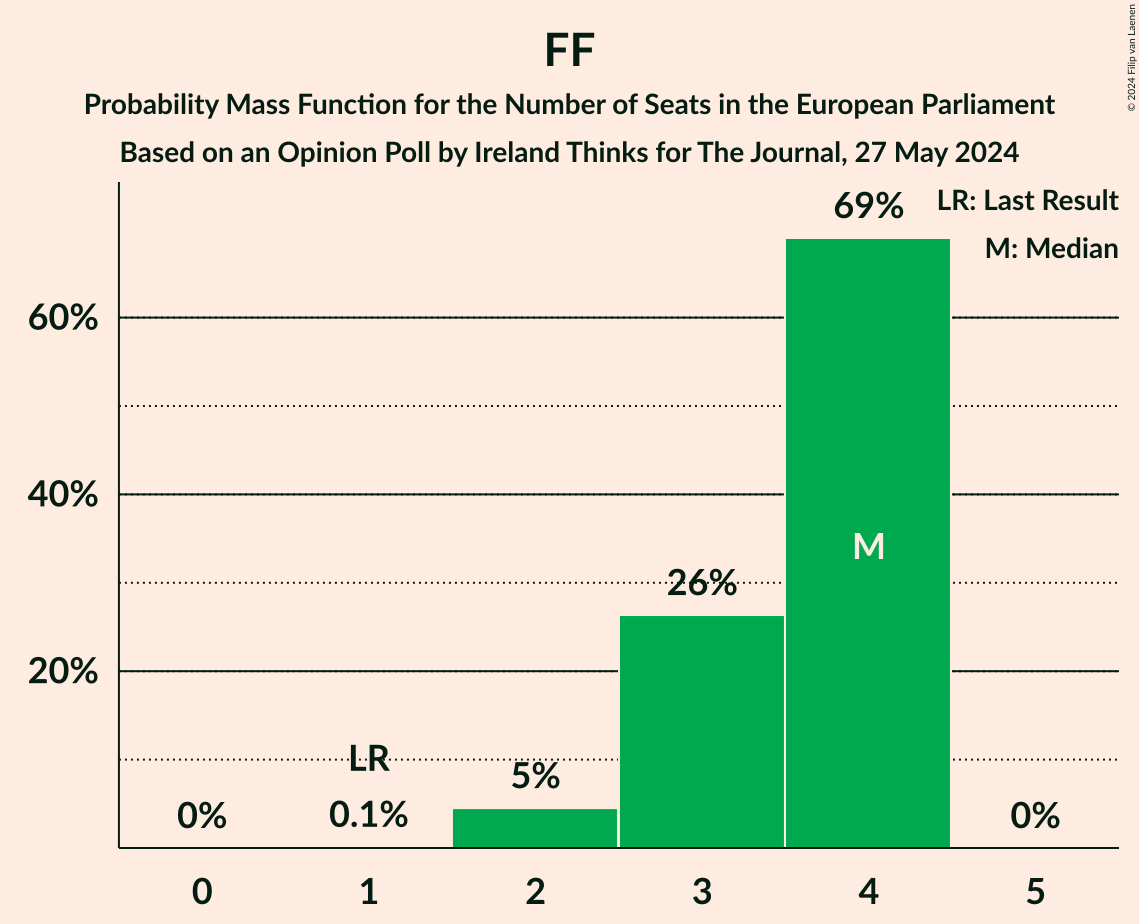 FF
Probability Mass Function for the Number of Seats in the European Parliament
Based on an Opinion Poll by Ireland Thinks for The Journal, 27 May 2024
© 2024 Filip van Laenen
LR: Last Result
M: Median
69%
60%
40%
M
26%
20%
LR
5%
0%
0.1%
0%
0
1
2
3
4
5